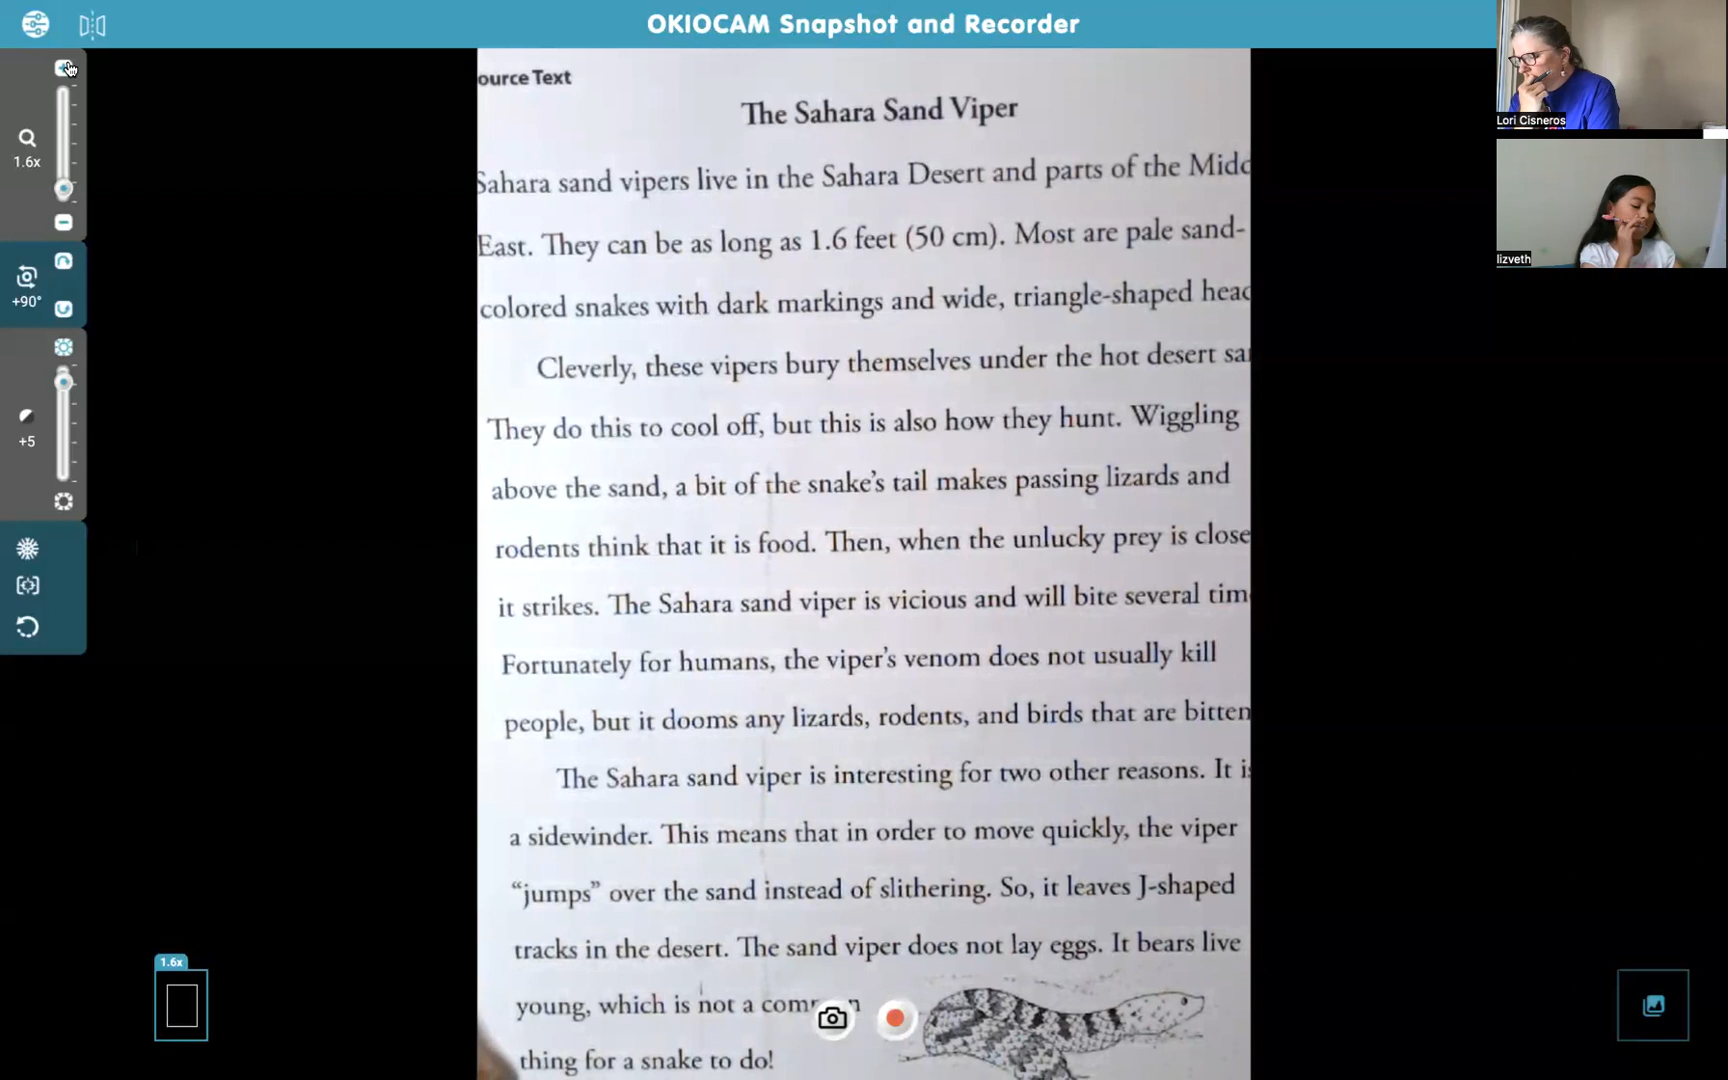 OKIOCAM Snapshot and Recorder
Lori Cisneros
lizveth
1.6x
+90°
+5
1.6x
ource Text
The Sahara Sand Viper
Sahara sand vipers live in the Sahara Desert and parts of the Midd
East. They can be as long as 1.6 feet (50 cm). Most are pale sand-
colored snakes with dark markings and wide, triangle-shaped head
Cleverly, these vipers bury themselves under the hot desert sa
They do this to cool off, but this is also how they hunt. Wiggling
above the sand, a bit of the snake's tail makes passing lizards and
rodents think that it is food. Then, when the unlucky prey is close
it strikes. The Sahara sand viper is vicious and will bite several tim
Fortunately for humans, the viper's venom does not usually kill
people, but it dooms any lizards, rodents, and birds that are bitten
The Sahara sand viper is interesting for two other reasons. It is
a sidewinder. This means that in order to move quickly, the viper
“jumps” over the sand instead of slithering. So, it leaves J-shaped
tracks in the desert. The sand viper does not lay eggs. It bears live
young, which is not a com n
thing for a snake to do!